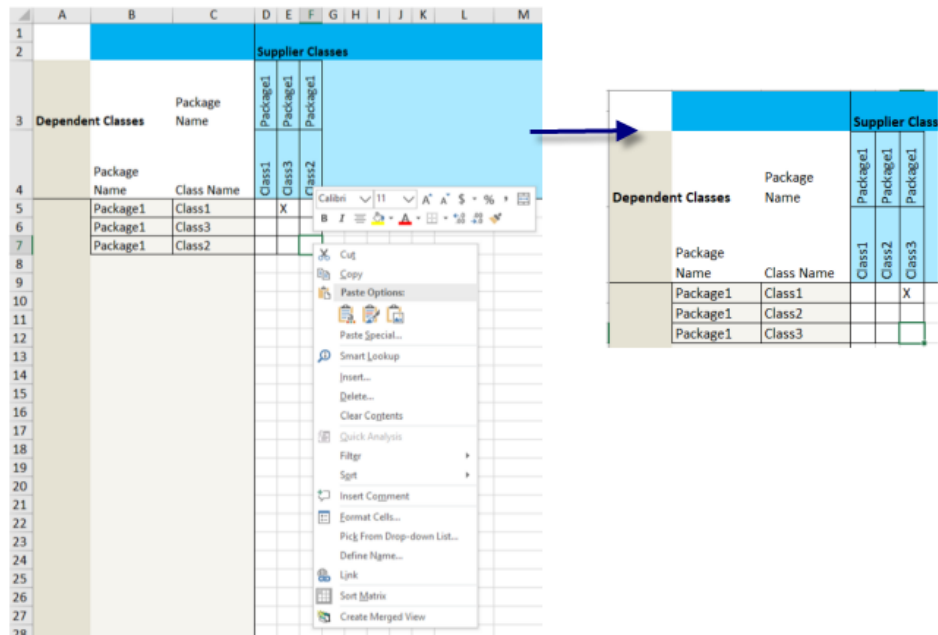 A B C D E F G H I J K L M
1
2 Supplier Classes
Package1 Package1 Package1
3 Dependent Classes Package Name
Class1 Class3 Class2
4 Package Name Class Name
5 Package1 Class1 X
6 Package1 Class3
7 Package1 Class2
8
9
10
11
12
13
14
15
16
17
18
19
20
21
22
23
24
25
26
27
28
Calibri 11 A A $ % ,
B I A
Cut
Copy
Paste Options:
Paste Special...
Smart Lookup
Insert...
Delete...
Clear Contents
Quick Analysis
Filter
Sort
Insert Comment
Format Cells...
Pick From Drop-down List...
Define Name...
Link
Sort Matrix
Create Merged View
Supplier Clas
Package1 Package1 Package1
Dependent Classes Package Name
Class1 Class2 Class3
Package Name Class Name
Package1 Class1 X
Package1 Class2
Package1 Class3